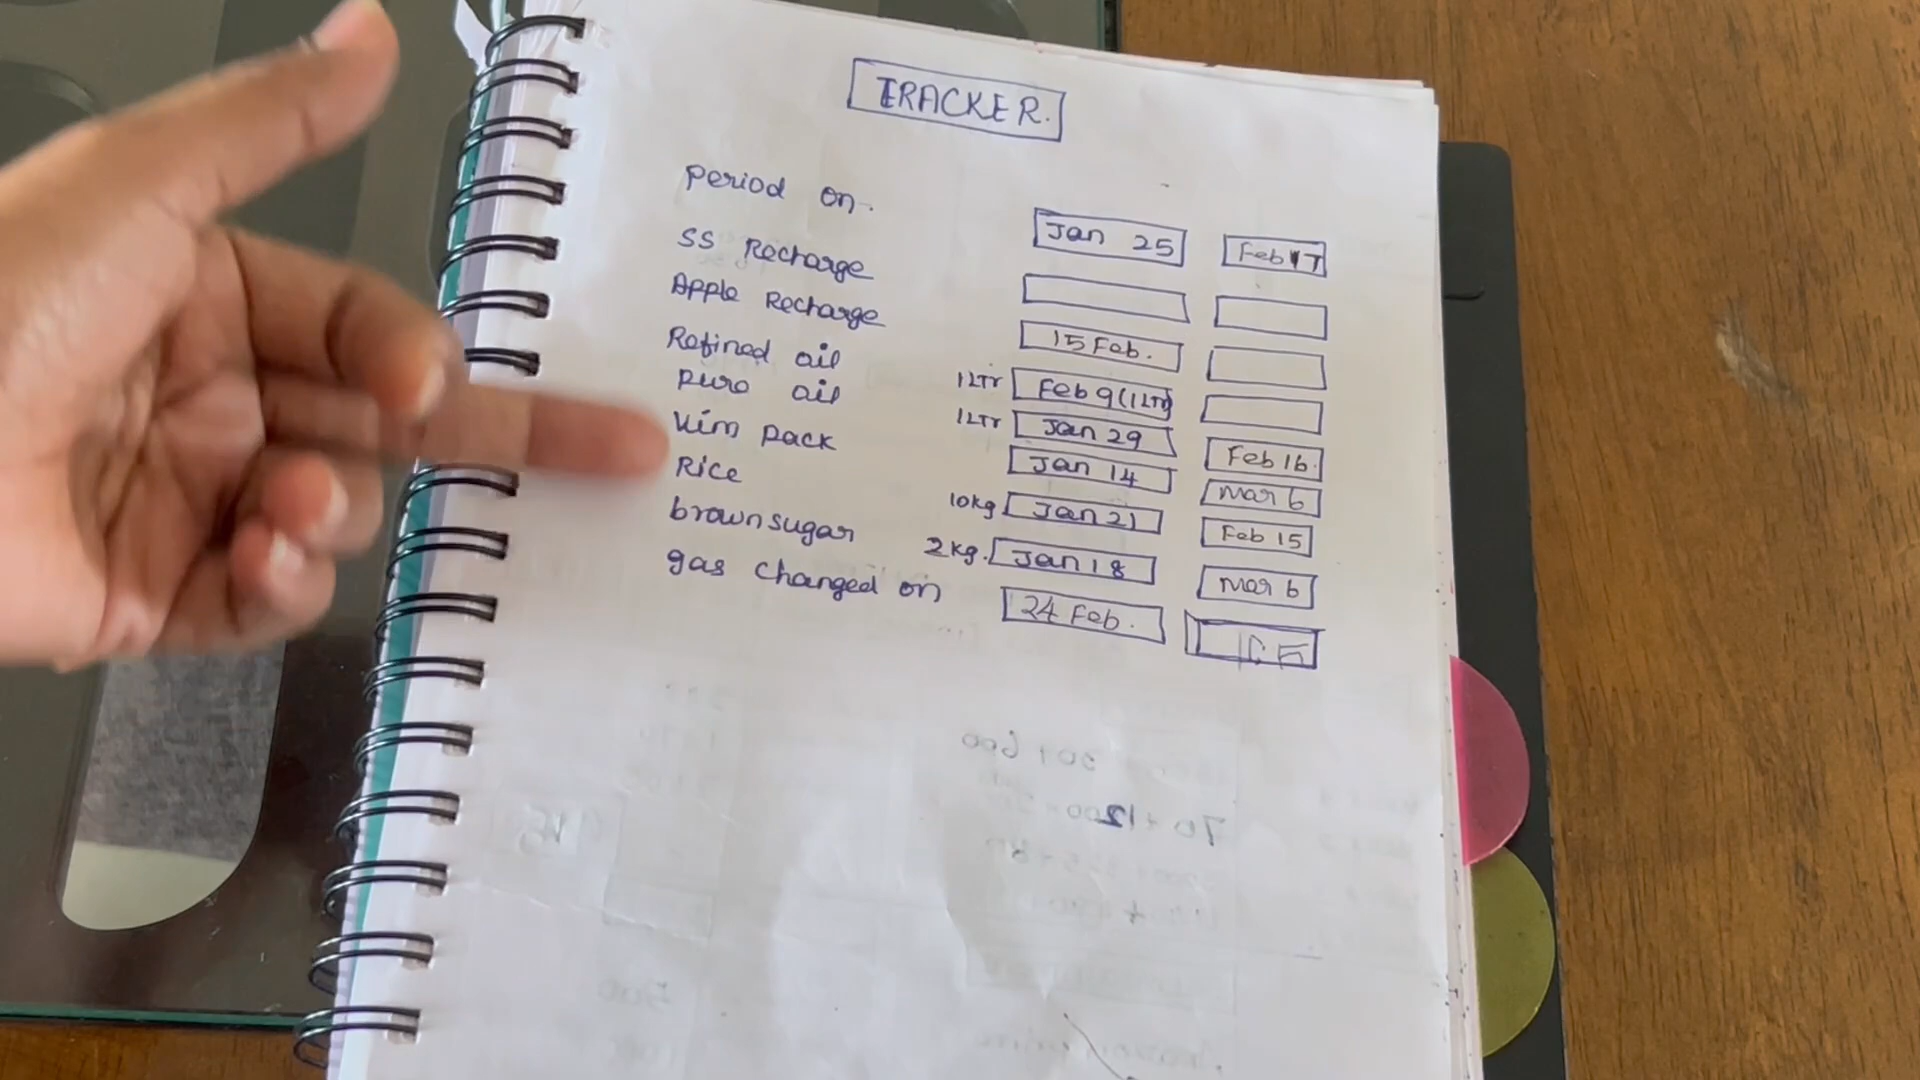 TRACKER.
Period on. Jan 25 Feb 17
SS Recharge
Apple Recharge 15 Feb.
Refined oil 1LTr Feb 9(1LTr)
Puro oil 1LTr Jan 29 Feb 16.
Vim pack Jan 14 Mar 6
Rice 10kg Jan 21 Feb 15
brown sugar 2kg. Jan 18 Mar 6
gas changed on 24 Feb.